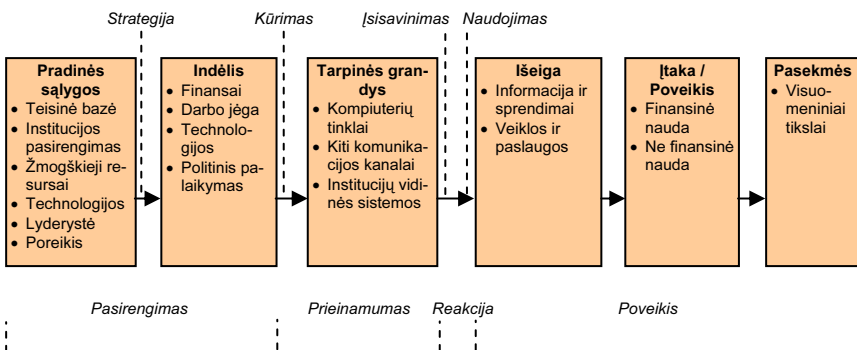 Strategija
Kūrimas
Įsisavinimas
Naudojimas
Pradinės
sąlygos
• Teisinė bazė
• Institucijos
pasirengimas
• Žmogškieji re-
sursai
• Technologijos
• Lyderystė
• Poreikis
Indėlis
• Finansai
• Darbo jėga
• Technolo-
gijos
• Politinis pa-
laikymas
Tarpinės gran-
dys
• Kompiuterių
tinklai
• Kiti komunika-
cijos kanalai
• Institucijų vidi-
nės sistemos
Išeiga
• Informacija ir
sprendimai
• Veiklos ir
paslaugos
Įtaka /
Poveikis
• Finansinė
nauda
• Ne finansinė
nauda
Pasekmės
• Visuo-
meniniai
tikslai
Pasirengimas
Prieinamumas
Reakcija
Poveikis